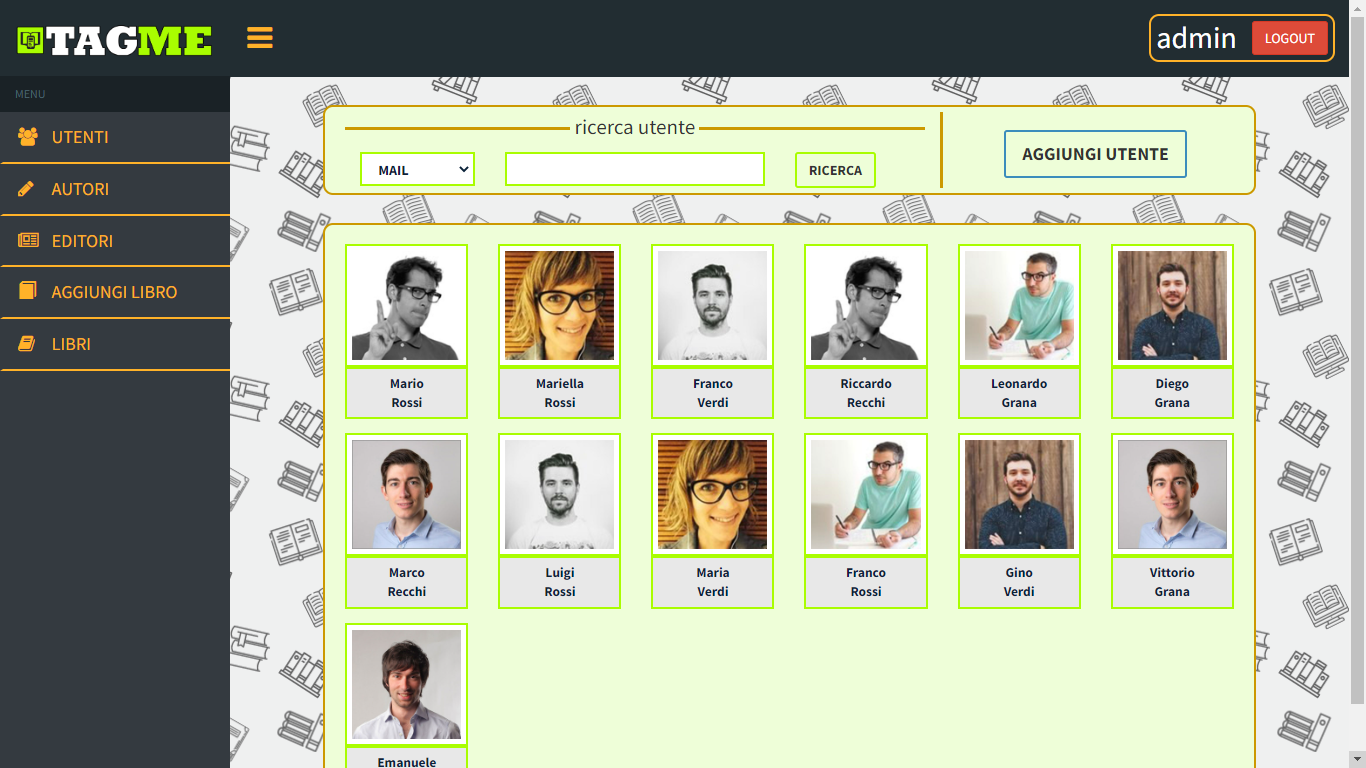 TAGME
admin
LOGOUT
MENU
UTENTI
AUTORI
EDITORI
AGGIUNGI LIBRO
LIBRI
ricerca utente
MAIL
RICERCA
AGGIUNGI UTENTE
Mario
Rossi
Mariella
Rossi
Franco
Verdi
Riccardo
Recchi
Leonardo
Grana
Diego
Grana
Marco
Recchi
Luigi
Rossi
Maria
Verdi
Franco
Rossi
Gino
Verdi
Vittorio
Grana
Emanuele